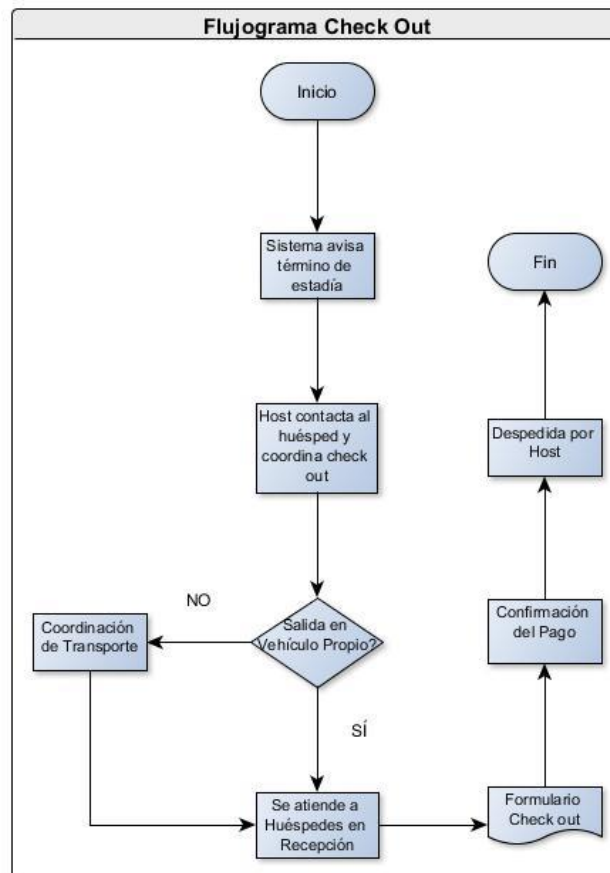 Flujograma Check Out
Inicio
Sistema avisa
término de
estadía
Host contacta al
huésped y
coordina check
out
Salida en
Vehículo Propio?
NO
Coordinación
de Transporte
SÍ
Se atiende a
Huéspedes en
Recepción
Formulario
Check out
Confirmación
del Pago
Despedida por
Host
Fin